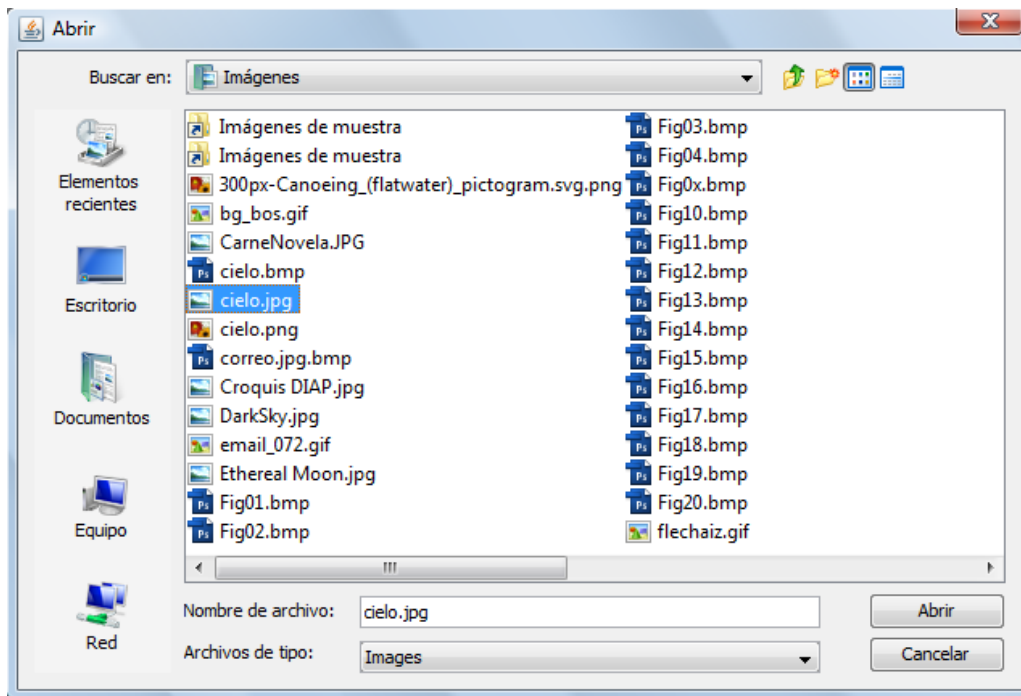 Abrir
Buscar en:
Imágenes
Elementos
recientes
Escritorio
Documentos
Equipo
Red
Imágenes de muestra
Imágenes de muestra
300px-Canoeing_(flatwater)_pictogram.svg.png
bg_bos.gif
CarneNovela.JPG
cielo.bmp
cielo.jpg
cielo.png
correo.jpg.bmp
Croquis DIAP.jpg
DarkSky.jpg
email_072.gif
Ethereal Moon.jpg
Fig01.bmp
Fig02.bmp
Fig03.bmp
Fig04.bmp
Fig0x.bmp
Fig10.bmp
Fig11.bmp
Fig12.bmp
Fig13.bmp
Fig14.bmp
Fig15.bmp
Fig16.bmp
Fig17.bmp
Fig18.bmp
Fig19.bmp
Fig20.bmp
flechaiz.gif
Nombre de archivo:
cielo.jpg
Abrir
Archivos de tipo:
Images
Cancelar